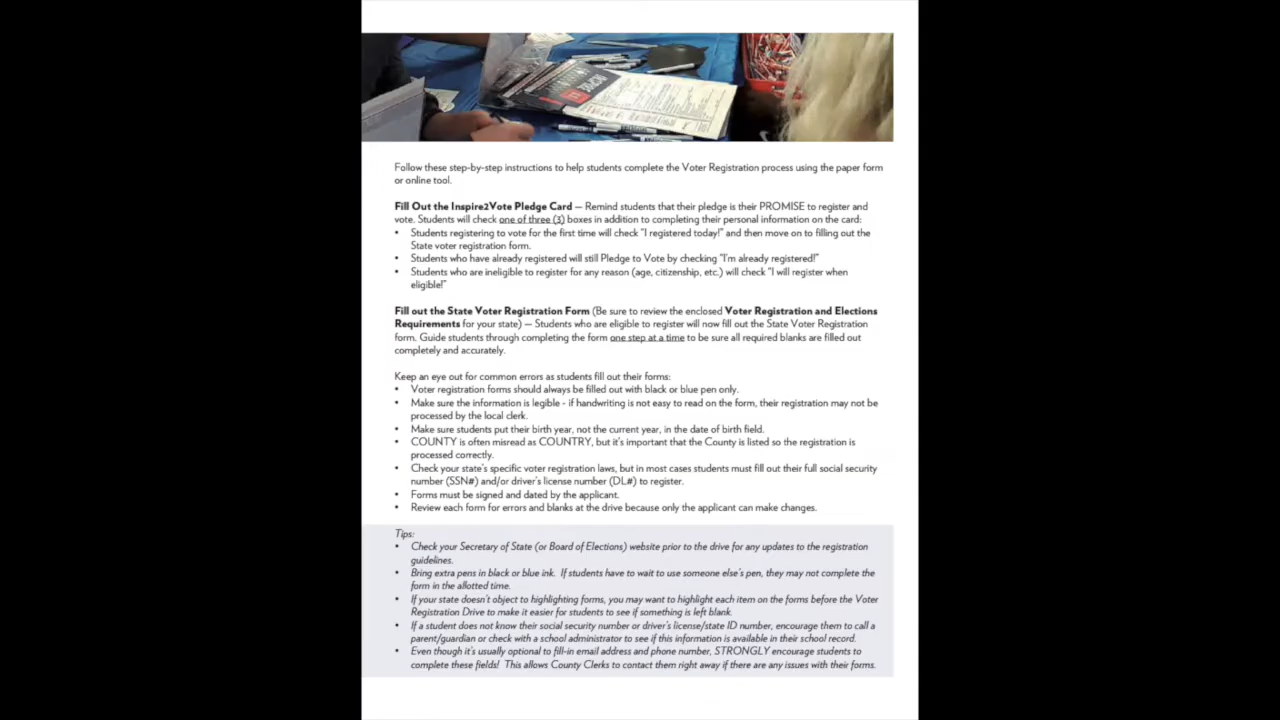 Follow these step-by-step instructions to help students complete the Voter Registration process using the paper form
or online tool.
Fill Out the Inspire2Vote Pledge Card — Remind students that their pledge is their PROMISE to register and
vote. Students will check one of three (3) boxes in addition to completing their personal information on the card:
• Students registering to vote for the first time will check "I registered today!" and then move on to filling out the
State voter registration form.
• Students who have already registered will still Pledge to Vote by checking "I'm already registered!"
• Students who are ineligible to register for any reason (age, citizenship, etc.) will check "I will register when
eligible!"
Fill out the State Voter Registration Form (Be sure to review the enclosed Voter Registration and Elections
Requirements for your state) — Students who are eligible to register will now fill out the State Voter Registration
form. Guide students through completing the form one step at a time to be sure all required blanks are filled out
completely and accurately.
Keep an eye out for common errors as students fill out their forms:
• Voter registration forms should always be filled out with black or blue pen only.
• Make sure the information is legible - if handwriting is not easy to read on the form, their registration may not be
processed by the local clerk.
• Make sure students put their birth year, not the current year, in the date of birth field.
• COUNTY is often misread as COUNTRY, but it's important that the County is listed so the registration is
processed correctly.
• Check your state's specific voter registration laws, but in most cases students must fill out their full social security
number (SSN#) and/or driver's license number (DL#) to register.
• Forms must be signed and dated by the applicant.
• Review each form for errors and blanks at the drive because only the applicant can make changes.
Tips:
• Check your Secretary of State (or Board of Elections) website prior to the drive for any updates to the registration
guidelines.
• Bring extra pens in black or blue ink. If students have to wait to use someone else's pen, they may not complete the
form in the allotted time.
• If your state doesn't object to highlighting forms, you may want to highlight each item on the forms before the Voter
Registration Drive to make it easier for students to see if something is left blank.
• If a student does not know their social security number or driver's license/state ID number, encourage them to call a
parent/guardian or check with a school administrator to see if this information is available in their school record.
• Even though it's usually optional to fill-in email address and phone number, STRONGLY encourage students to
complete these fields! This allows County Clerks to contact them right away if there are any issues with their forms.